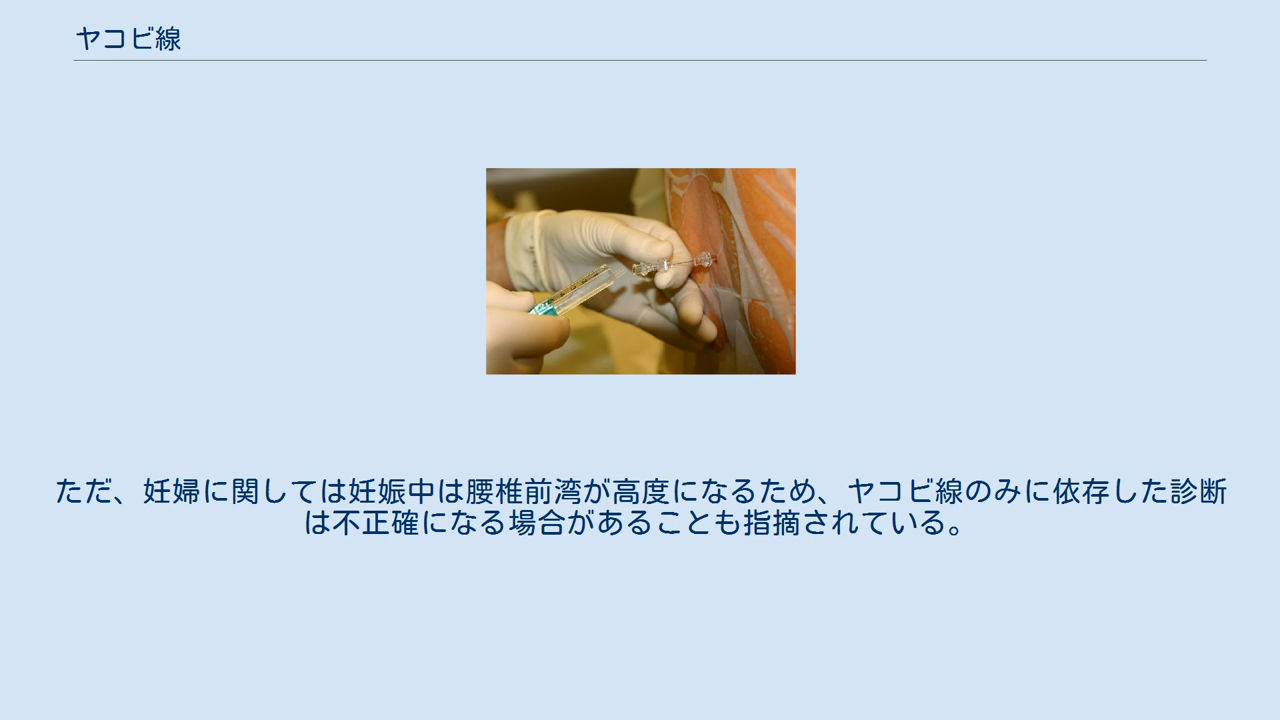 ヤコビ線
ただ、妊婦に関しては妊娠中は腰椎前湾が高度になるため、ヤコビ線のみに依存した診断
は不正確になる場合があることも指摘されている。